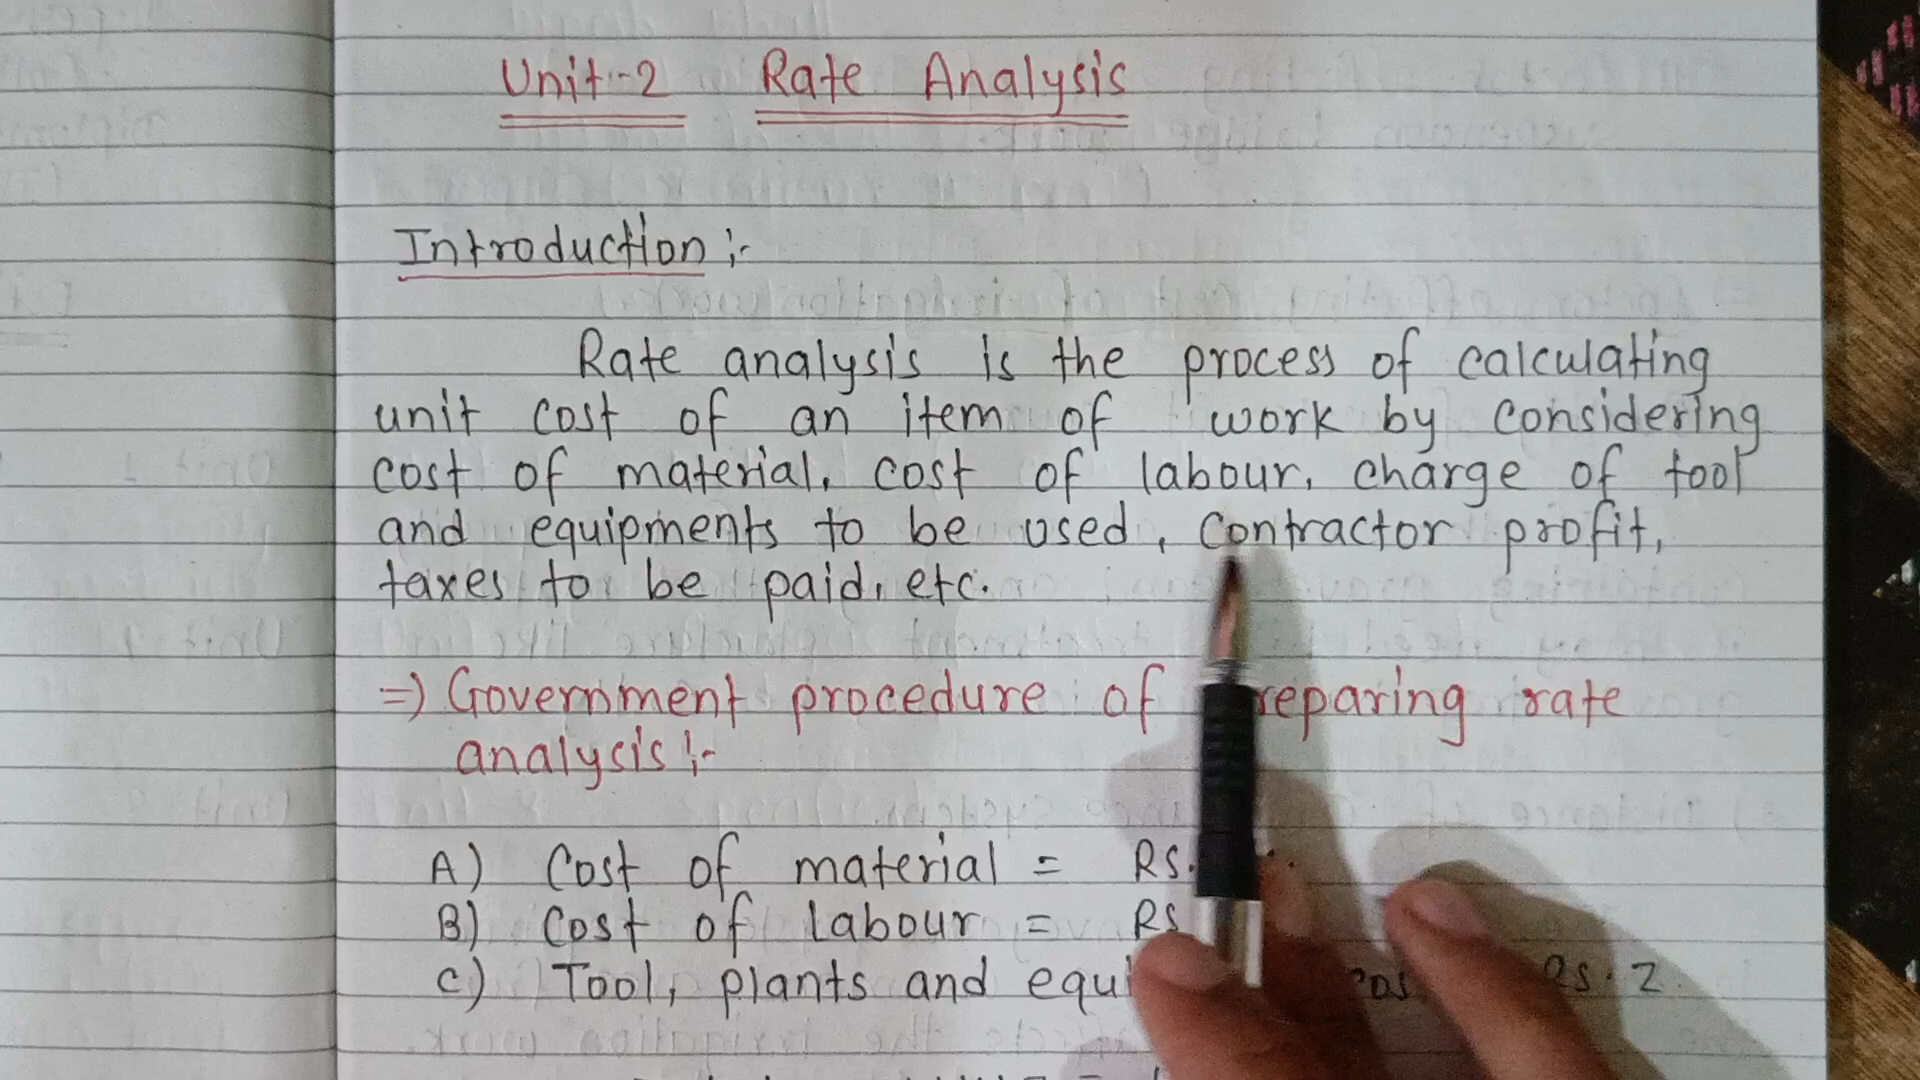 Unit-2 Rate Analysis
Introduction :-
Rate analysis is the process of calculating
unit cost of an item of work by considering
cost of material, cost of labour, charge of tool
and equipments to be used, contractor profit,
taxes to be paid, etc.
=) Government procedure of reparing rate
analysis :-
A) Cost of material = RS.
B) Cost of Labour = RS
C) Tool, plants and equi Rs. Z.